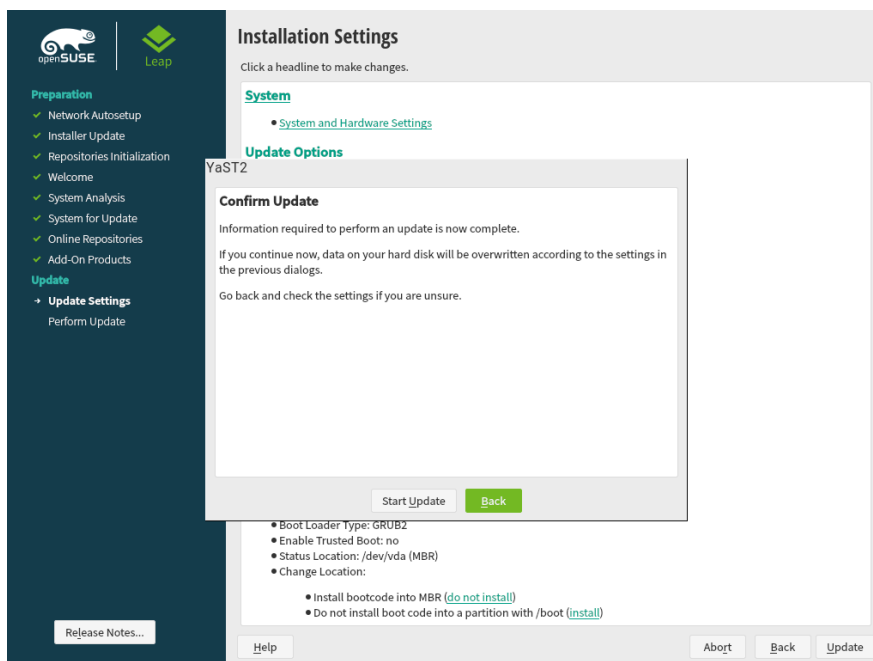 openSUSE
Leap
Preparation
Network Autosetup
Installer Update
Repositories Initialization
Welcome
System Analysis
System for Update
Online Repositories
Add-On Products
Update
Update Settings
Perform Update
Release Notes...
Installation Settings
Click a headline to make changes.
System
System and Hardware Settings
Update Options
YaST2
Confirm Update
Information required to perform an update is now complete.
If you continue now, data on your hard disk will be overwritten according to the settings in
the previous dialogs.
Go back and check the settings if you are unsure.
Start Update
Back
Boot Loader Type: GRUB2
Enable Trusted Boot: no
Status Location: /dev/vda (MBR)
Change Location:
Install bootcode into MBR (do not install)
Do not install boot code into a partition with /boot (install)
Help
Abort
Back
Update